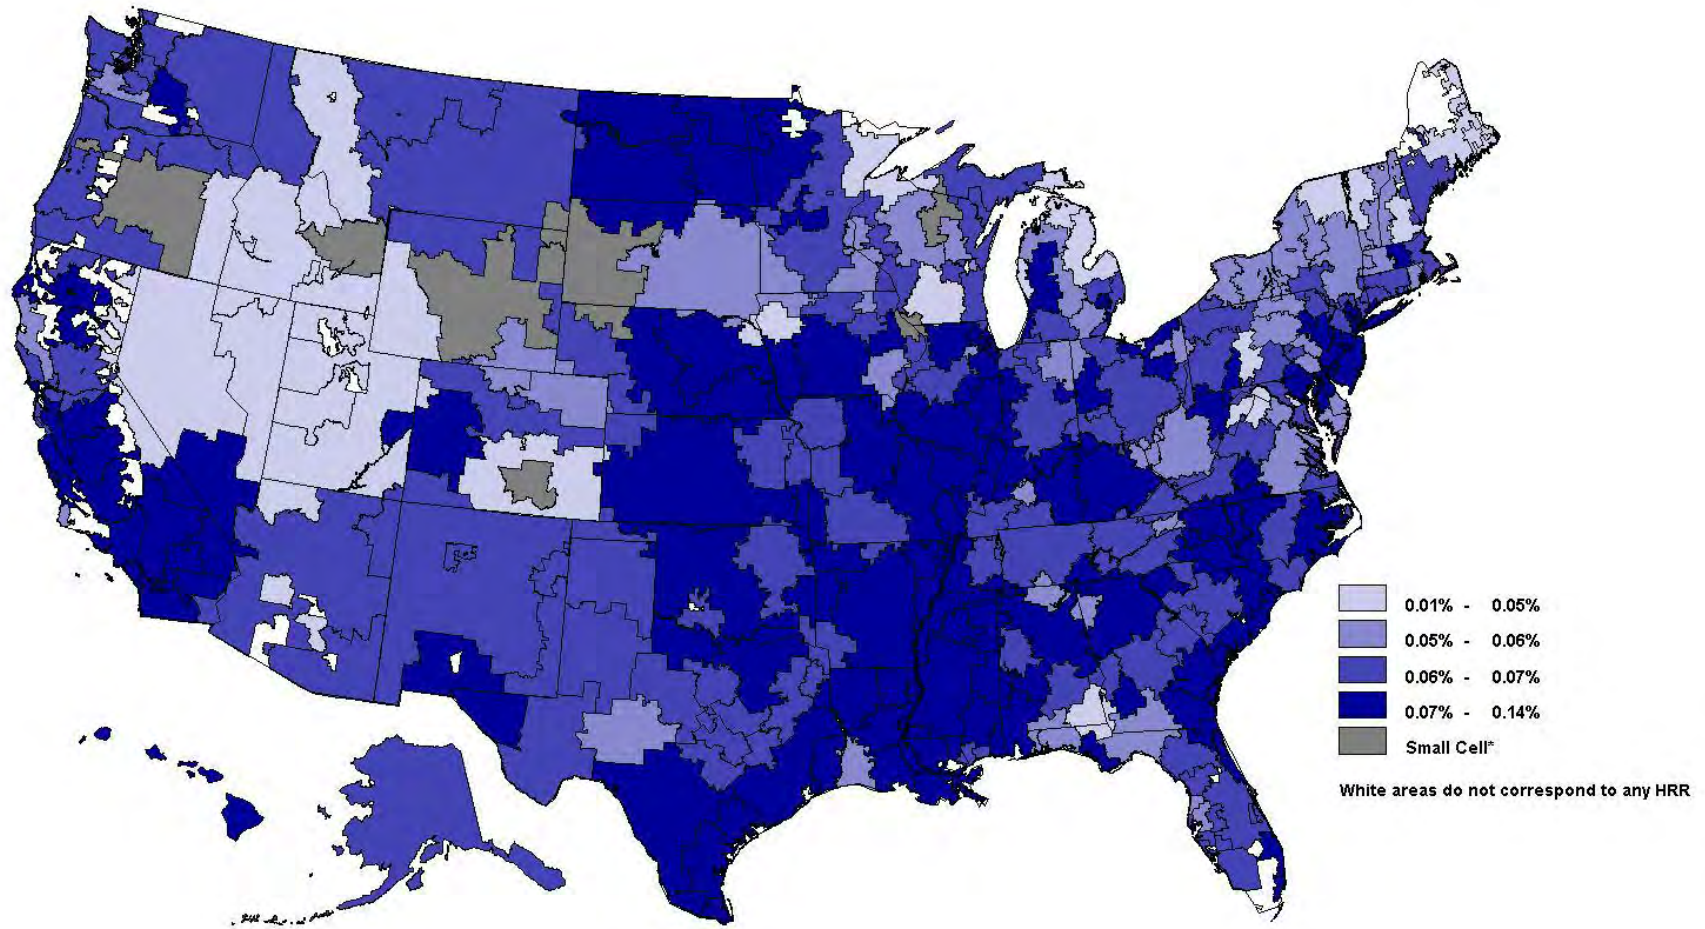 0.01% - 0.05%
0.05% - 0.06%
0.06% - 0.07%
0.07% - 0.14%
Small Cell*
White areas do not correspond to any HRR